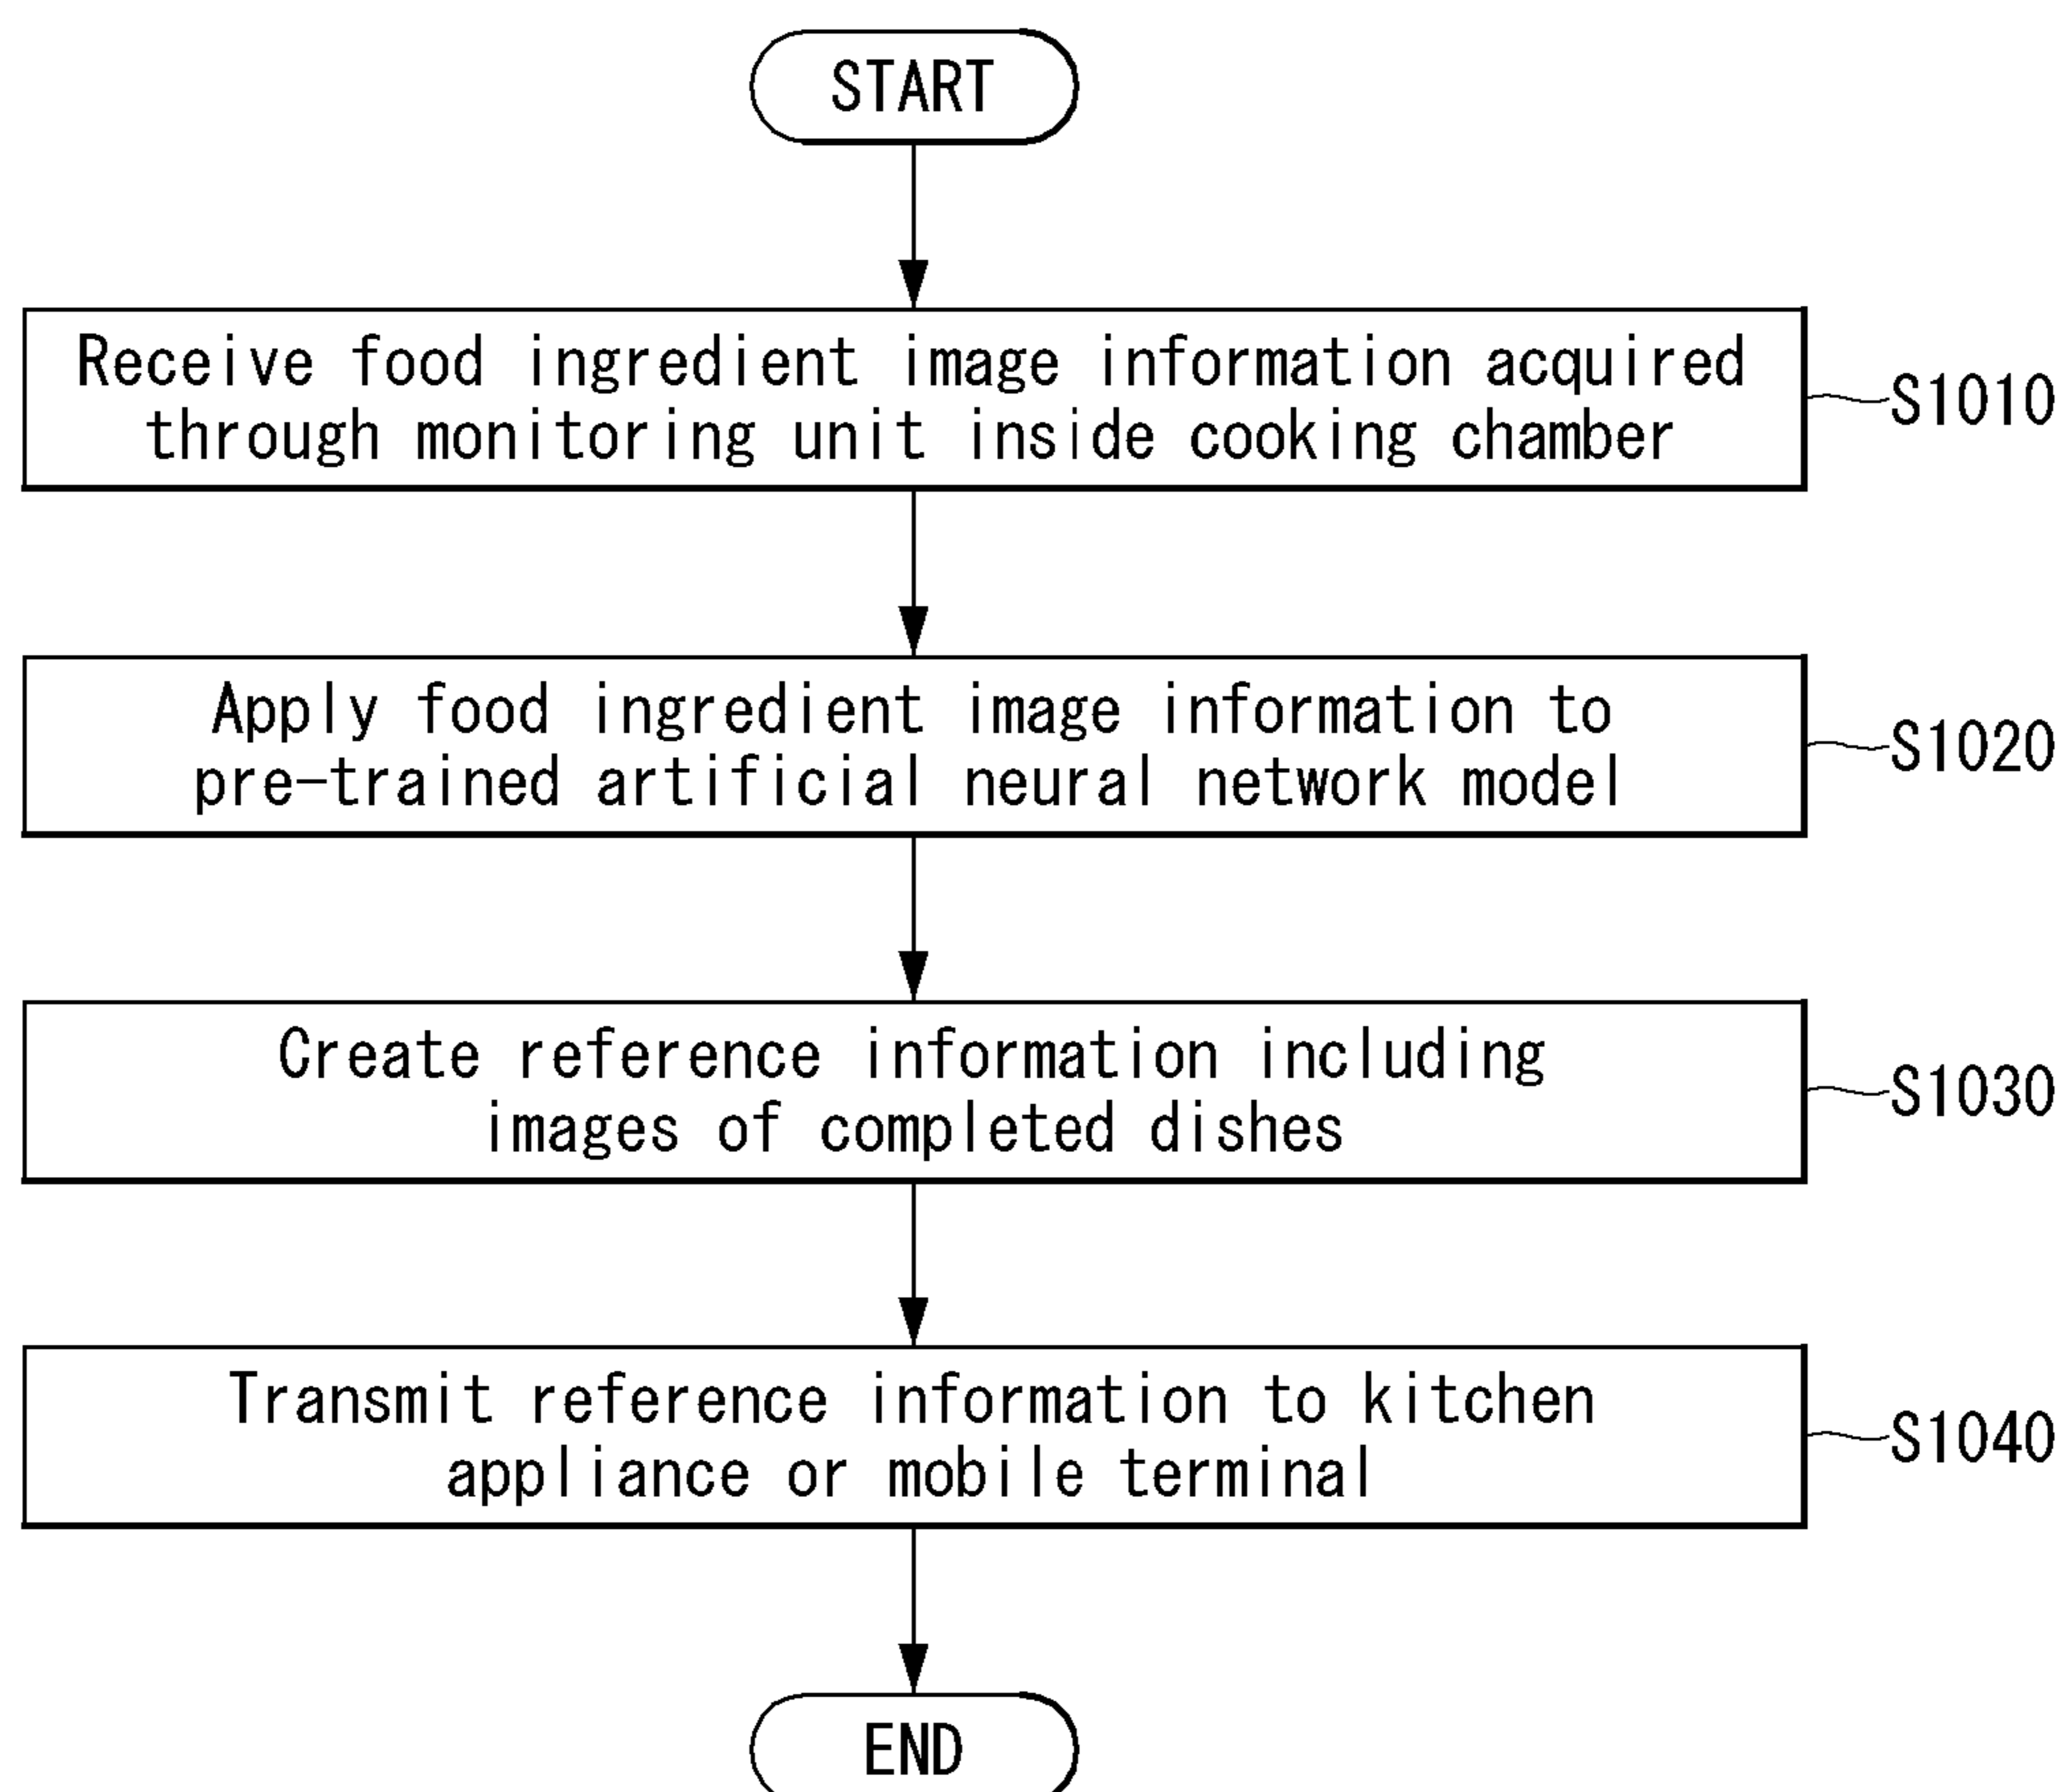 START
Receive food ingredient image information acquired
through monitoring unit inside cooking chamber
S1010
Apply food ingredient image information to
pre-trained artificial neural network model
S1020
Create reference information including
images of completed dishes
S1030
Transmit reference information to kitchen
appliance or mobile terminal
S1040
END